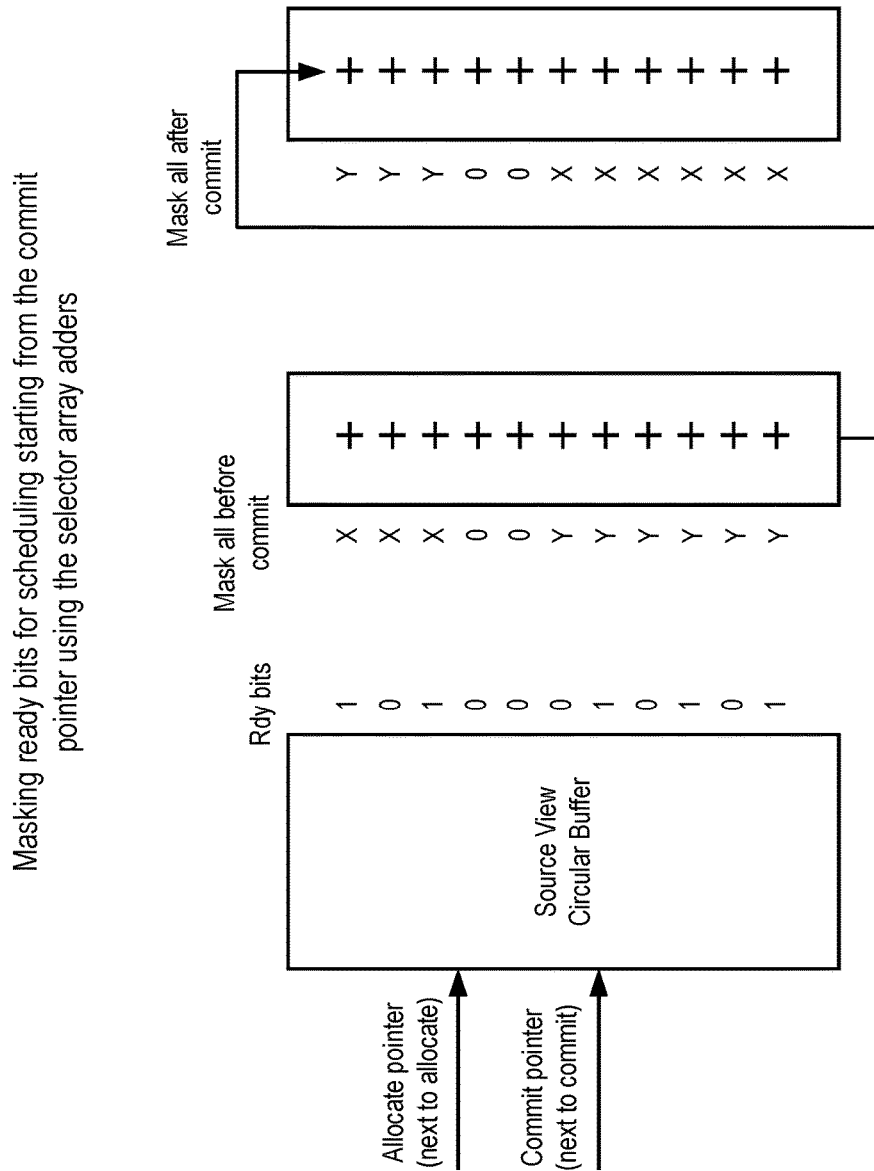 Masking ready bits for scheduling starting from the commit
pointer using the selector array adders
Allocate pointer
(next to allocate)
Commit pointer
(next to commit)
Source View
Circular Buffer
Rdy bits
1
0
1
0
0
0
1
0
1
0
1
Mask all before
commit
X
X
X
0
0
Y
Y
Y
Y
Y
Y
+
+
+
+
+
+
+
+
+
+
+
Mask all after
commit
Y
Y
Y
0
0
X
X
X
X
X
X
+
+
+
+
+
+
+
+
+
+
+